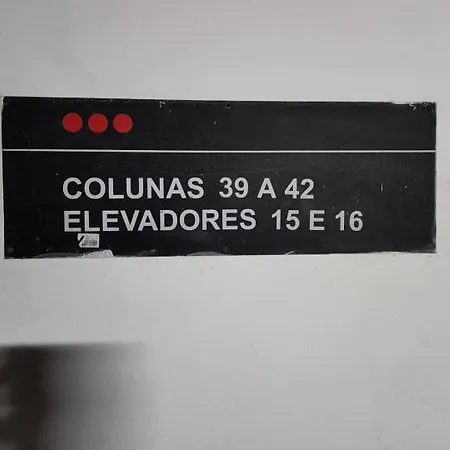 COLUNAS 39 A 42
ELEVADORES 15 E 16